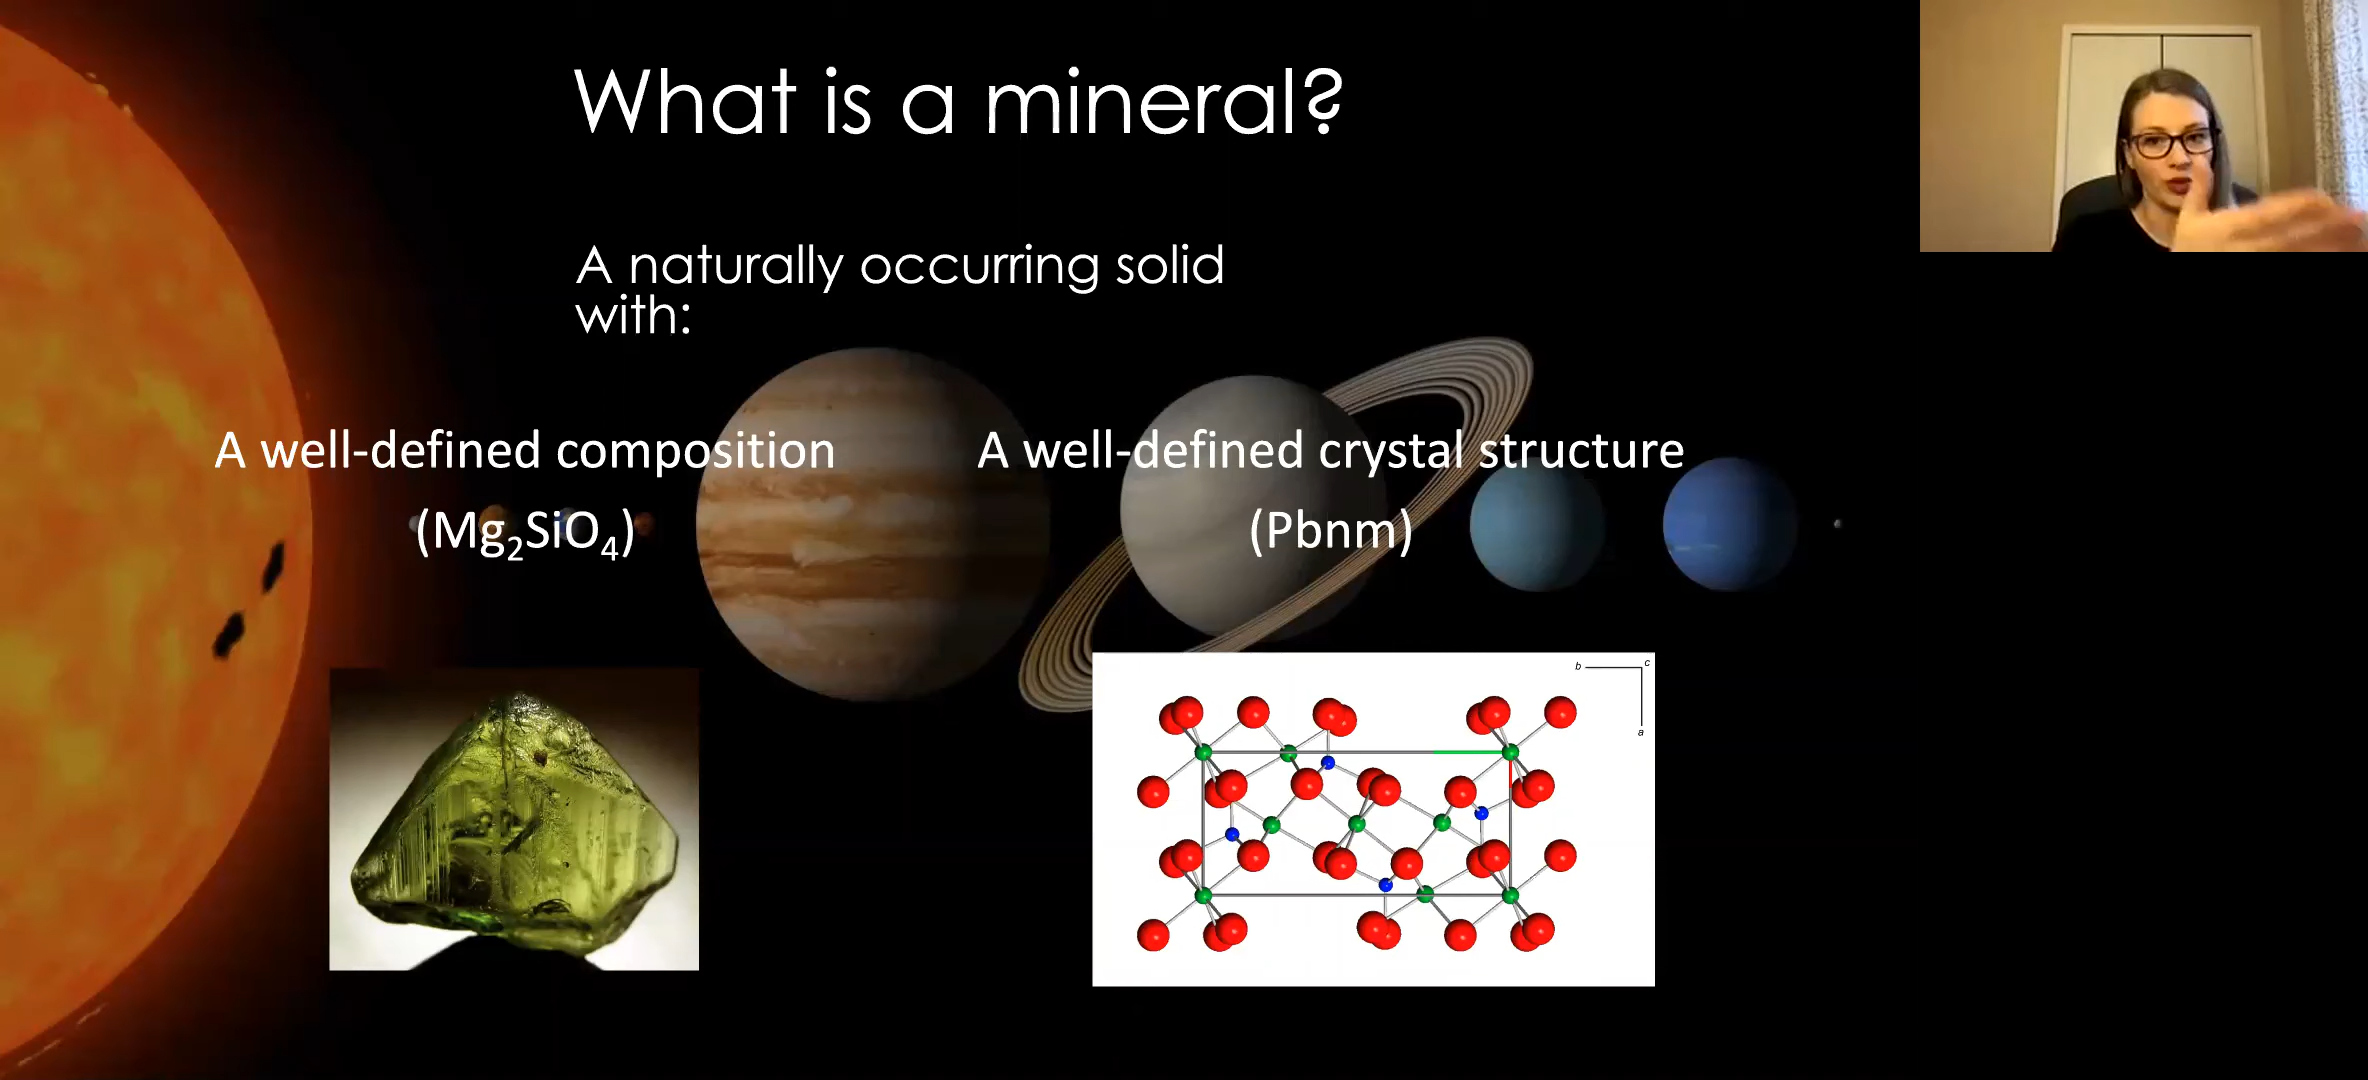 What is a mineral?
A naturally occurring solid
with:
A well-defined composition
(Mg₂SiO₄)
A well-defined crystal structure
(Pbnm)
b
c
a